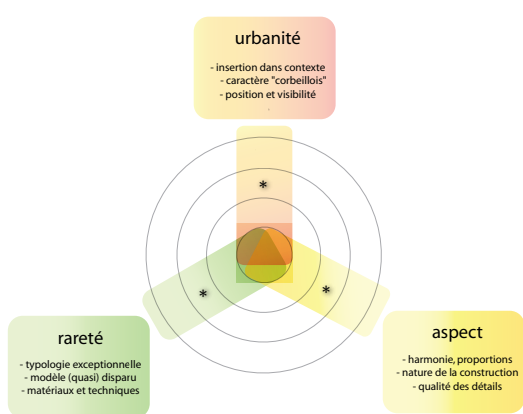 urbanité
- insertion dans contexte
- caractère "corbeillois"
- position et visibilité
*
*
*
rareté
- typologie exceptionnelle
- modèle (quasi) disparu
- matériaux et techniques
aspect
- harmonie, proportions
- nature de la construction
- qualité des détails